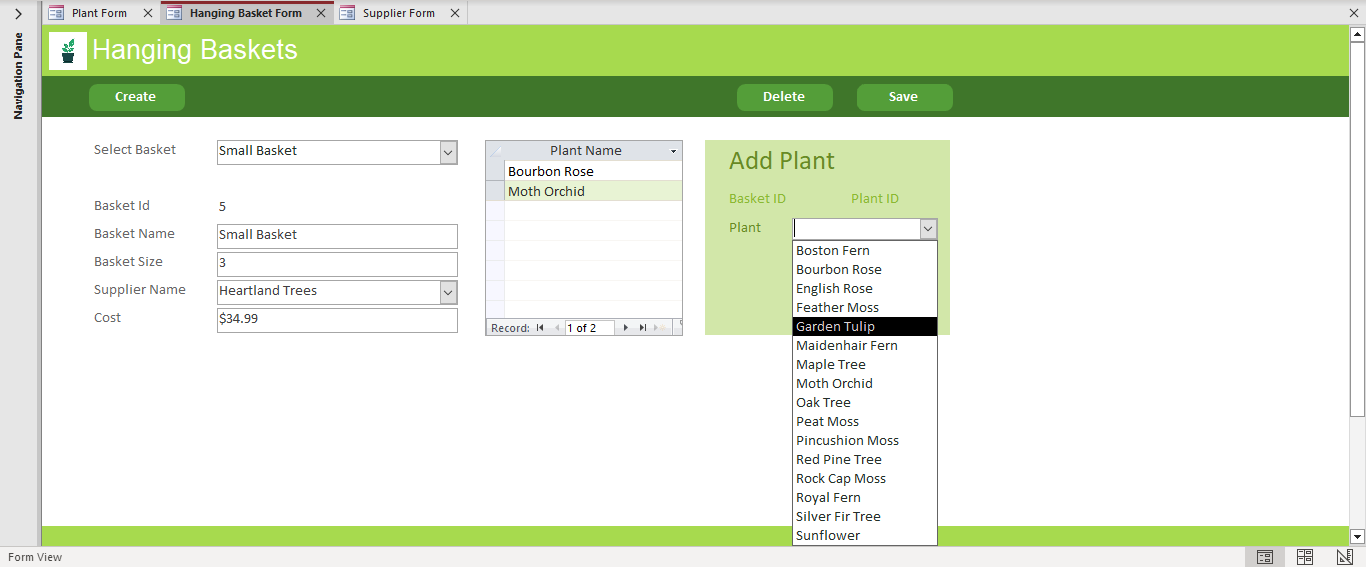 Plant Form
Hanging Basket Form
Supplier Form
Navigation Pane
Hanging Baskets
Create
Delete
Save
Select Basket
Small Basket
Basket Id
5
Basket Name
Small Basket
Basket Size
3
Supplier Name
Heartland Trees
Cost
$34.99
Plant Name
Bourbon Rose
Moth Orchid
Record:
1 of 2
Add Plant
Basket ID
Plant ID
Plant
Boston Fern
Bourbon Rose
English Rose
Feather Moss
Garden Tulip
Maidenhair Fern
Maple Tree
Moth Orchid
Oak Tree
Peat Moss
Pincushion Moss
Red Pine Tree
Rock Cap Moss
Royal Fern
Silver Fir Tree
Sunflower
Form View